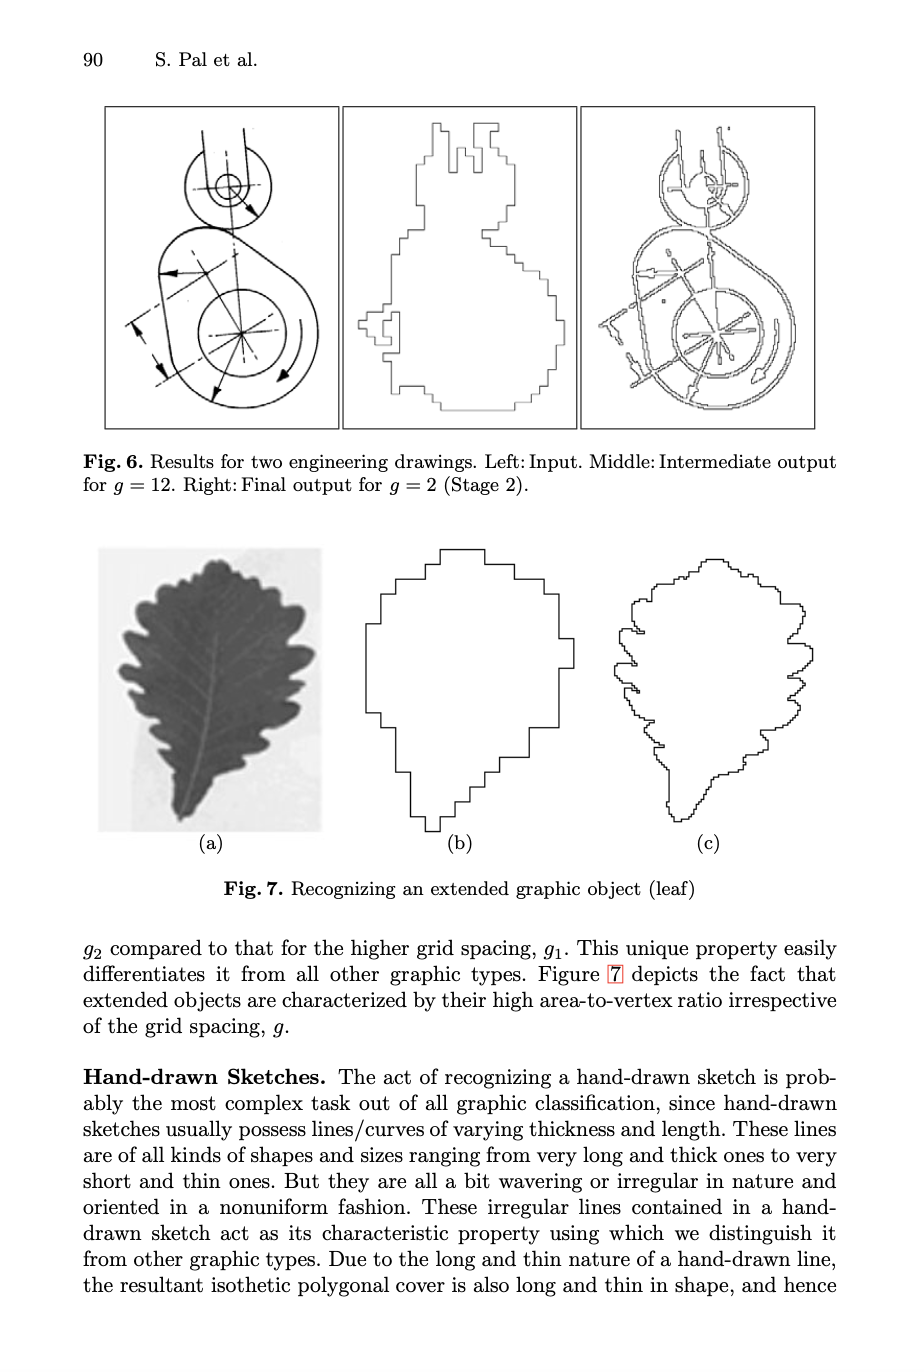 90 S. Pal et al.
Fig. 6. Results for two engineering drawings. Left: Input. Middle: Intermediate output
for g = 12. Right: Final output for g = 2 (Stage 2).
(a) (b) (c)
Fig. 7. Recognizing an extended graphic object (leaf)
g₂ compared to that for the higher grid spacing, g₁. This unique property easily
differentiates it from all other graphic types. Figure 7 depicts the fact that
extended objects are characterized by their high area-to-vertex ratio irrespective
of the grid spacing, g.
Hand-drawn Sketches. The act of recognizing a hand-drawn sketch is prob-
ably the most complex task out of all graphic classification, since hand-drawn
sketches usually possess lines/curves of varying thickness and length. These lines
are of all kinds of shapes and sizes ranging from very long and thick ones to very
short and thin ones. But they are all a bit wavering or irregular in nature and
oriented in a nonuniform fashion. These irregular lines contained in a hand-
drawn sketch act as its characteristic property using which we distinguish it
from other graphic types. Due to the long and thin nature of a hand-drawn line,
the resultant isothetic polygonal cover is also long and thin in shape, and hence